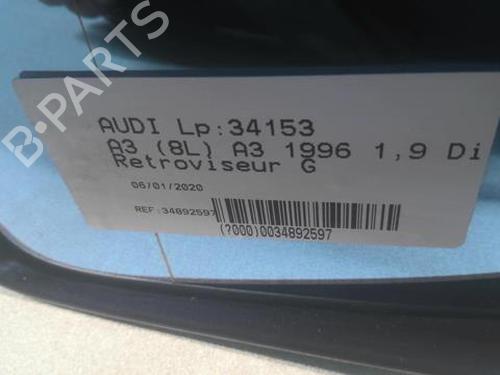 B-PARTS
AUDI Lp:34153
A3 (8L) A3 1996 1,9 Di
Retroviseur G
06/01/2020
REF:34892597
(?000)0034892597